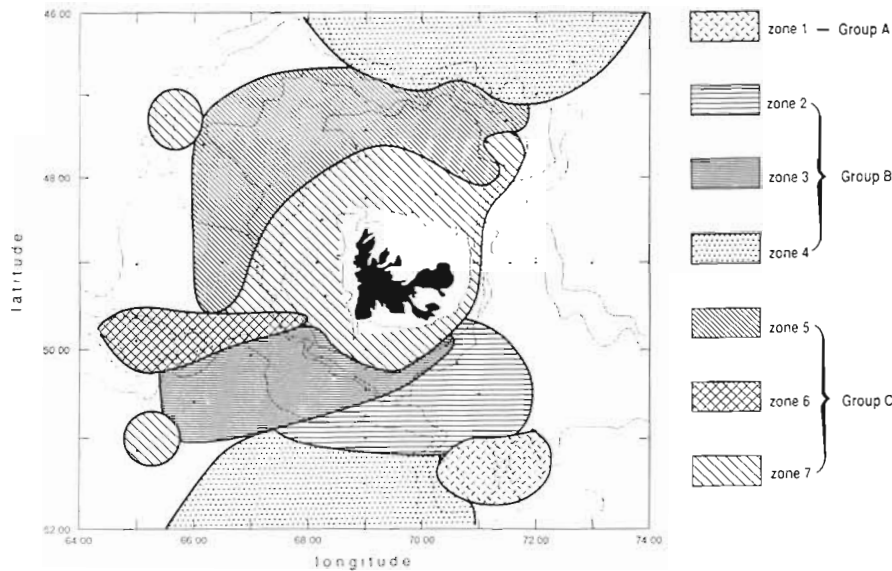 46 00
48 00
50 00
52 00
latitude
64 00
66 00
68 00
70 00
72 00
74 00
longitude
zone 1 — Group A
zone 2
zone 3
Group B
zone 4
zone 5
zone 6
Group C
zone 7